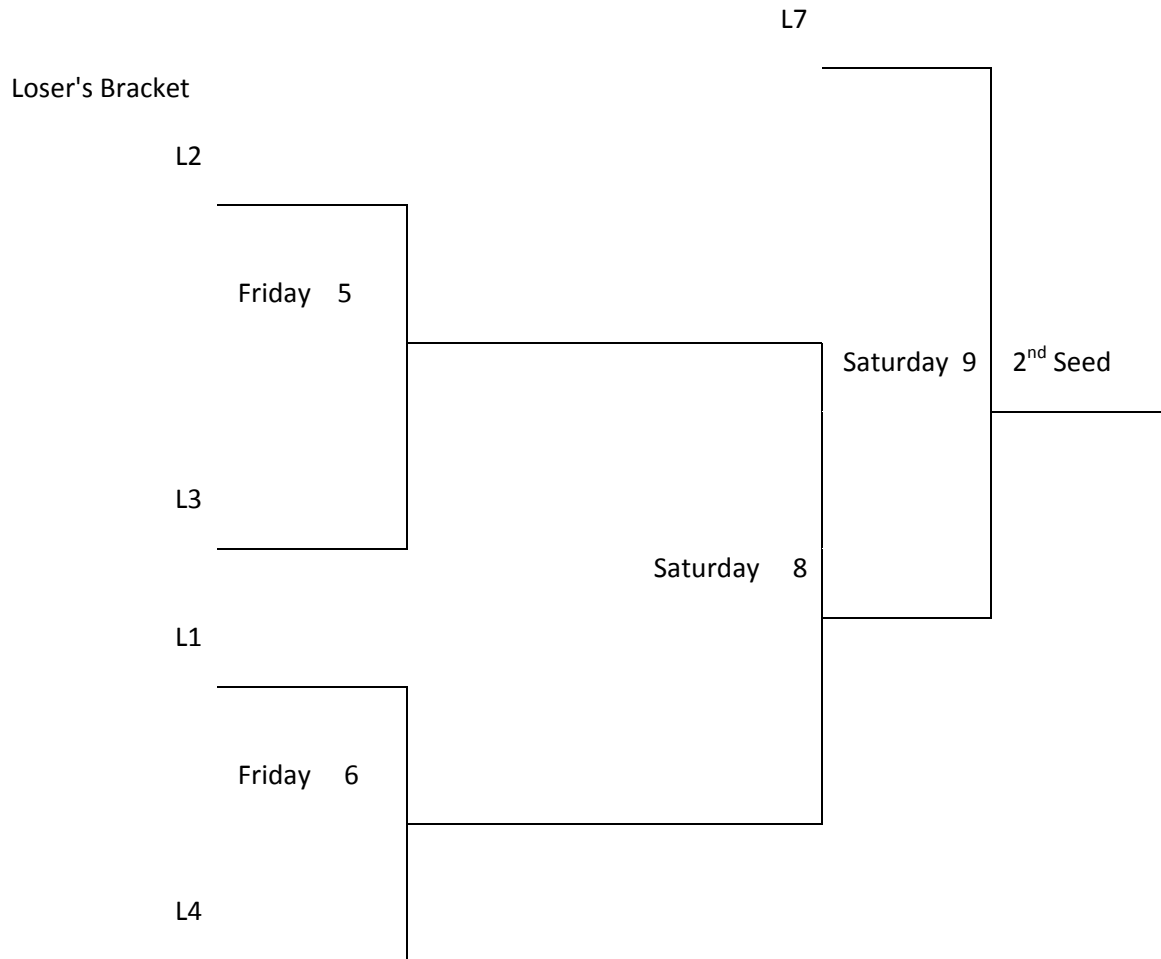 L7
Loser's Bracket
L2
Friday 5
Saturday 9 2nd Seed
L3
Saturday 8
L1
Friday 6
L4